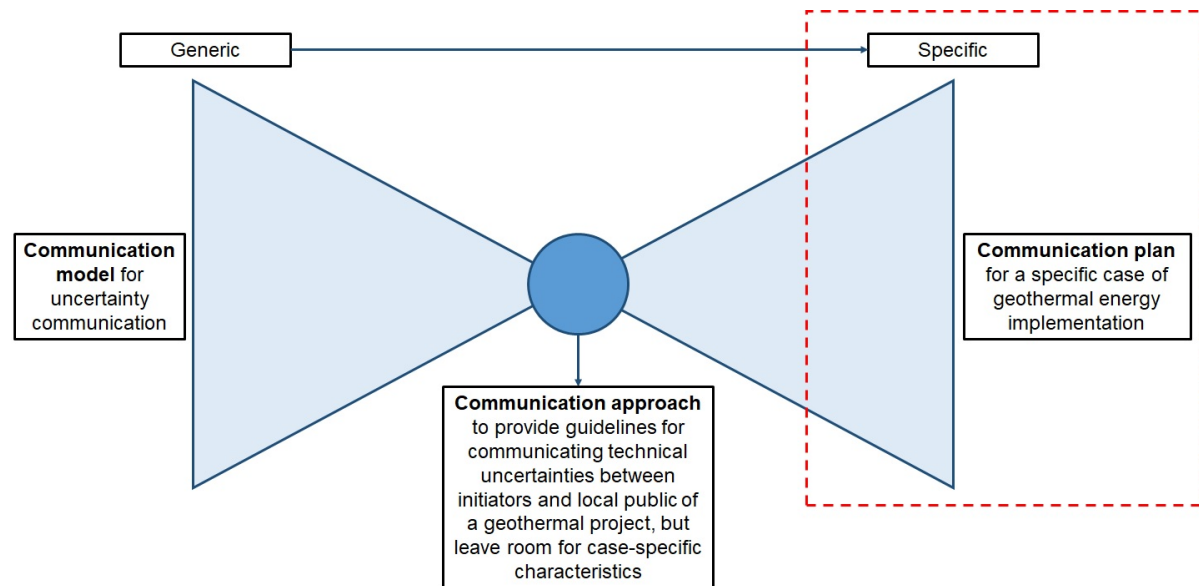 Generic
Specific
Communication
model for
uncertainty
communication
Communication plan
for a specific case of
geothermal energy
implementation
Communication approach
to provide guidelines for
communicating technical
uncertainties between
initiators and local public of
a geothermal project, but
leave room for case-specific
characteristics